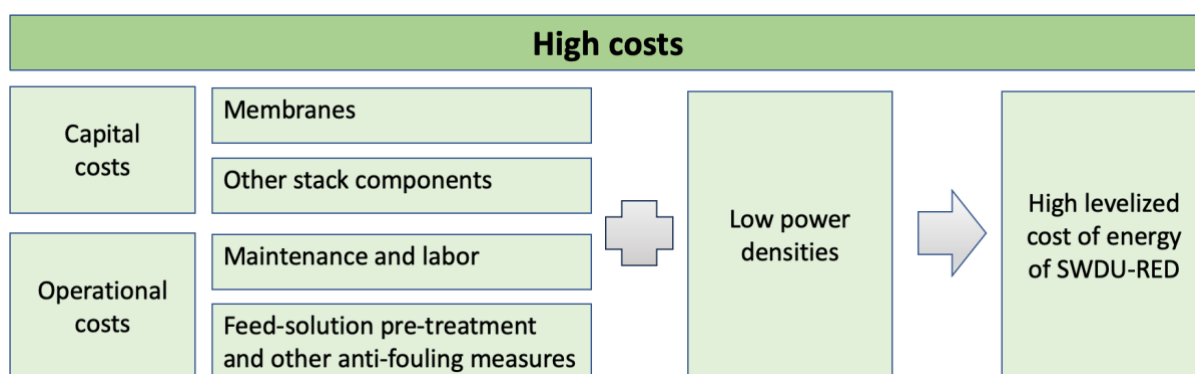 High costs
Capital
costs
Membranes
Other stack components
Operational
costs
Maintenance and labor
Feed-solution pre-treatment
and other anti-fouling measures
Low power
densities
High levelized
cost of energy
of SWDU-RED